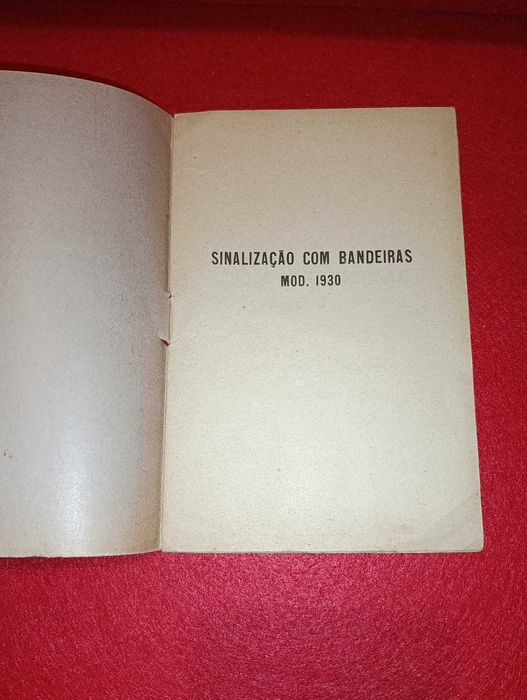 SINALIZAÇÃO COM BANDEIRAS
MOD. 1930